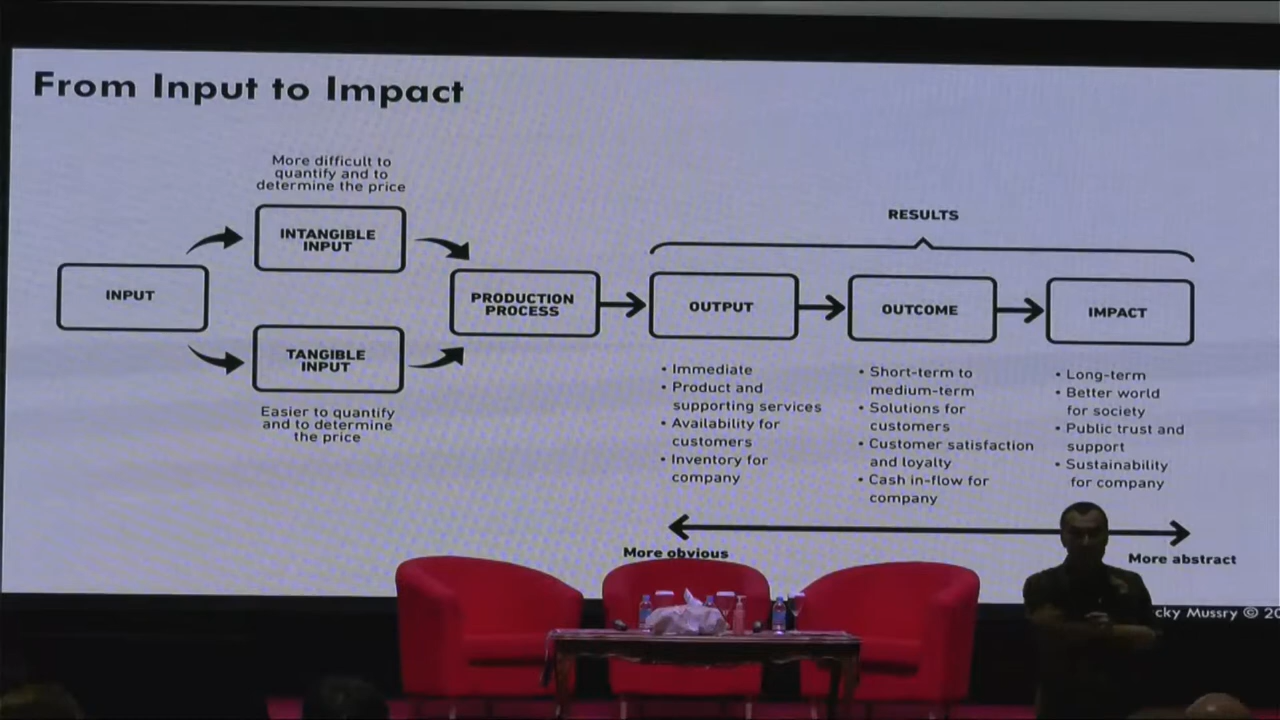 From Input to Impact
More difficult to
quantify and to
determine the price
INTANGIBLE
INPUT
INPUT
TANGIBLE
INPUT
Easier to quantify
and to determine
the price
PRODUCTION
PROCESS
RESULTS
OUTPUT
• Immediate
• Product and
supporting services
• Availability for
customers
• Inventory for
company
OUTCOME
• Short-term to
medium-term
• Solutions for
customers
• Customer satisfaction
and loyalty
• Cash in-flow for
company
IMPACT
• Long-term
• Better world
for society
• Public trust and
support
• Sustainability
for company
More obvious
More abstract
cky Mussry © 20